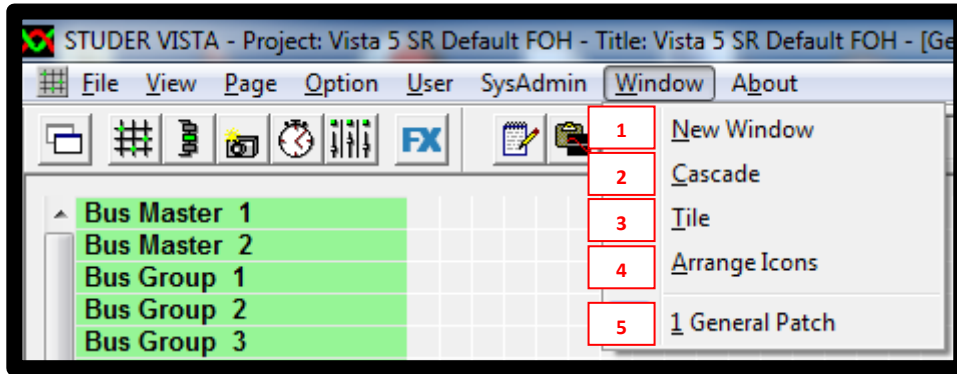 STUDER VISTA - Project: Vista 5 SR Default FOH - Title: Vista 5 SR Default FOH - [Ge
File View Page Option User SysAdmin Window About
FX
1 New Window
2 Cascade
3 Tile
4 Arrange Icons
5 1 General Patch
Bus Master 1
Bus Master 2
Bus Group 1
Bus Group 2
Bus Group 3